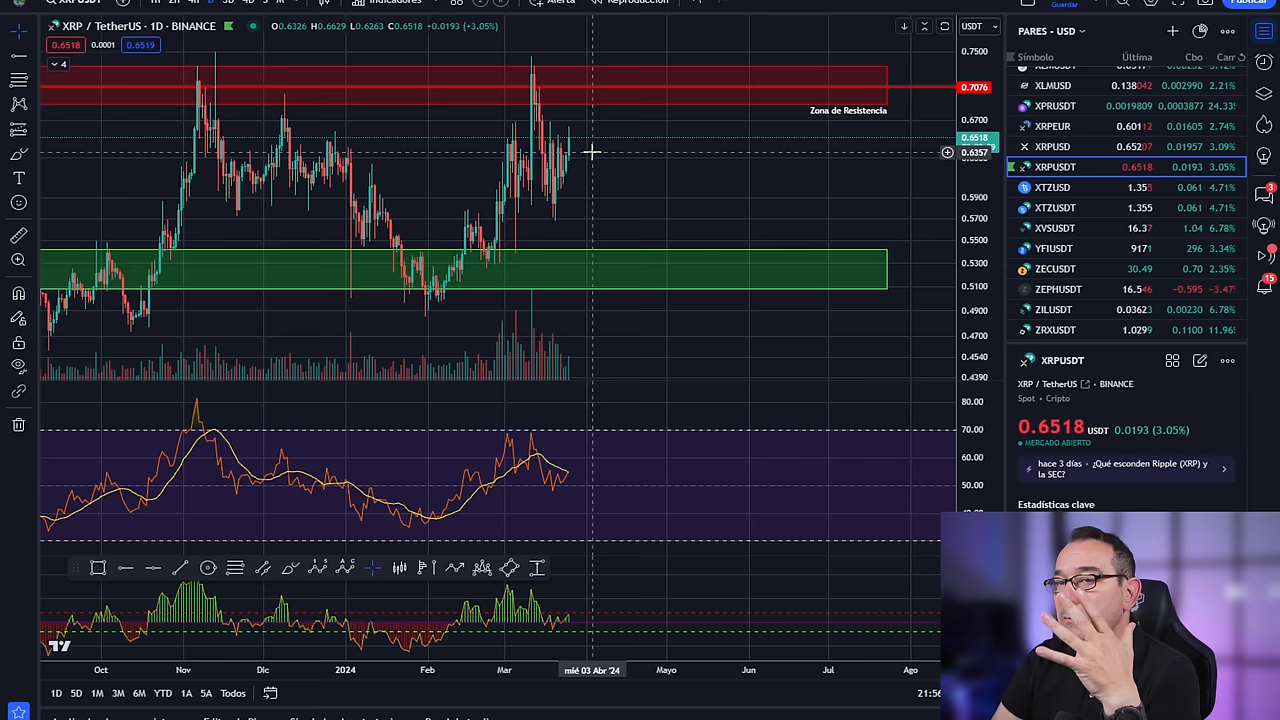 XRP / TetherUS · 1D · BINANCE O0.6326 H0.6629 L0.6263 C0.6518 +0.0193 (+3.05%)
0.6518 0.0001 0.6519
4
USDT
Zona de Resistencia
0.7500
0.7076
0.6700
0.6518
0.6357
0.5900
0.5700
0.5500
0.5300
0.5100
0.4900
0.4700
0.4540
0.4390
80.00
70.00
60.00
50.00
Oct Nov Dic 2024 Feb Mar mié 03 Abr '24 Mayo Jun Jul Ago
1D 5D 1M 3M 6M YTD 1A 5A Todos
21:56
Guardar
PARES - USD
Símbolo Última Cbo
XLMUSD 0.138042 0.002990 2.21%
XPRUSDT 0.0019809 0.0003877 24.33%
XRPEUR 0.60112 0.01605 2.74%
XRPUSD 0.65207 0.01957 3.09%
XRPUSDT 0.6518 0.0193 3.05%
XTZUSD 1.355 0.061 4.71%
XTZUSDT 1.355 0.061 4.71%
XVSUSDT 16.37 1.04 6.78%
YFIUSDT 9171 296 3.34%
ZECUSDT 30.49 0.70 2.35%
ZEPHUSDT 16.546 -0.595 -3.47%
ZILUSDT 0.03623 0.00230 6.78%
ZRXUSDT 1.0299 0.1100 11.96%
XRPUSDT
XRP / TetherUS · BINANCE
Spot • Cripto
0.6518 USDT 0.0193 (3.05%)
MERCADO ABIERTO
hace 3 días · ¿Qué esconden Ripple (XRP) y
la SEC?
Estadísticas clave
3
15